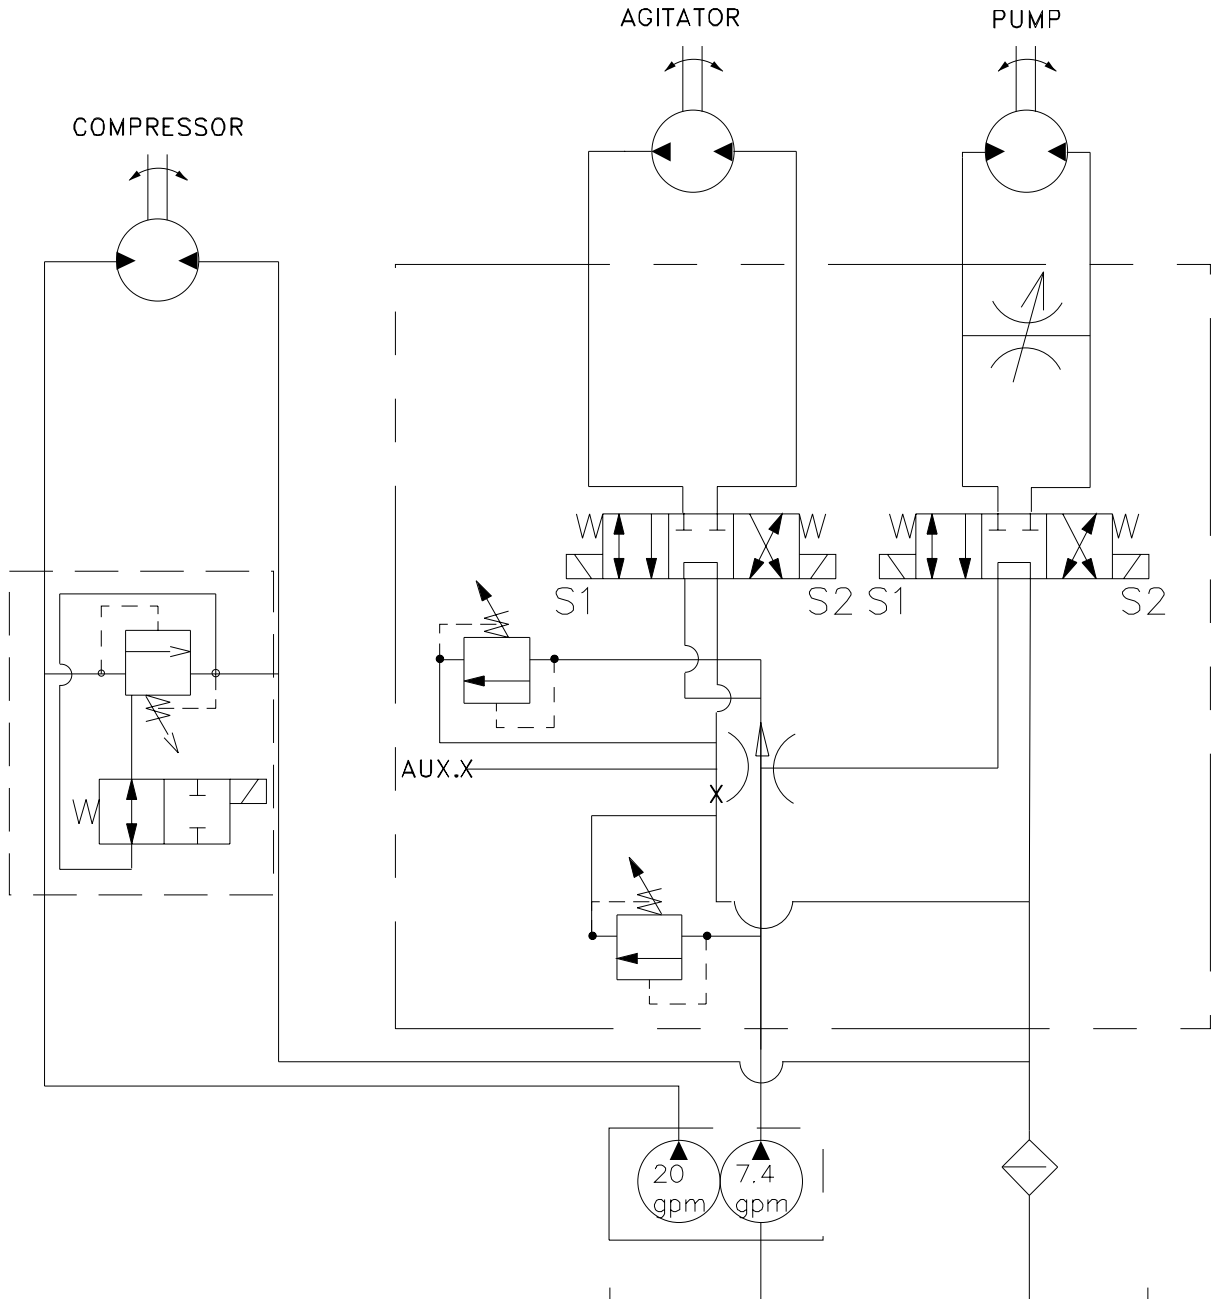 AGITATOR
PUMP
COMPRESSOR
S1
S2
S1
S2
AUX.X
X
20
gpm
7.4
gpm